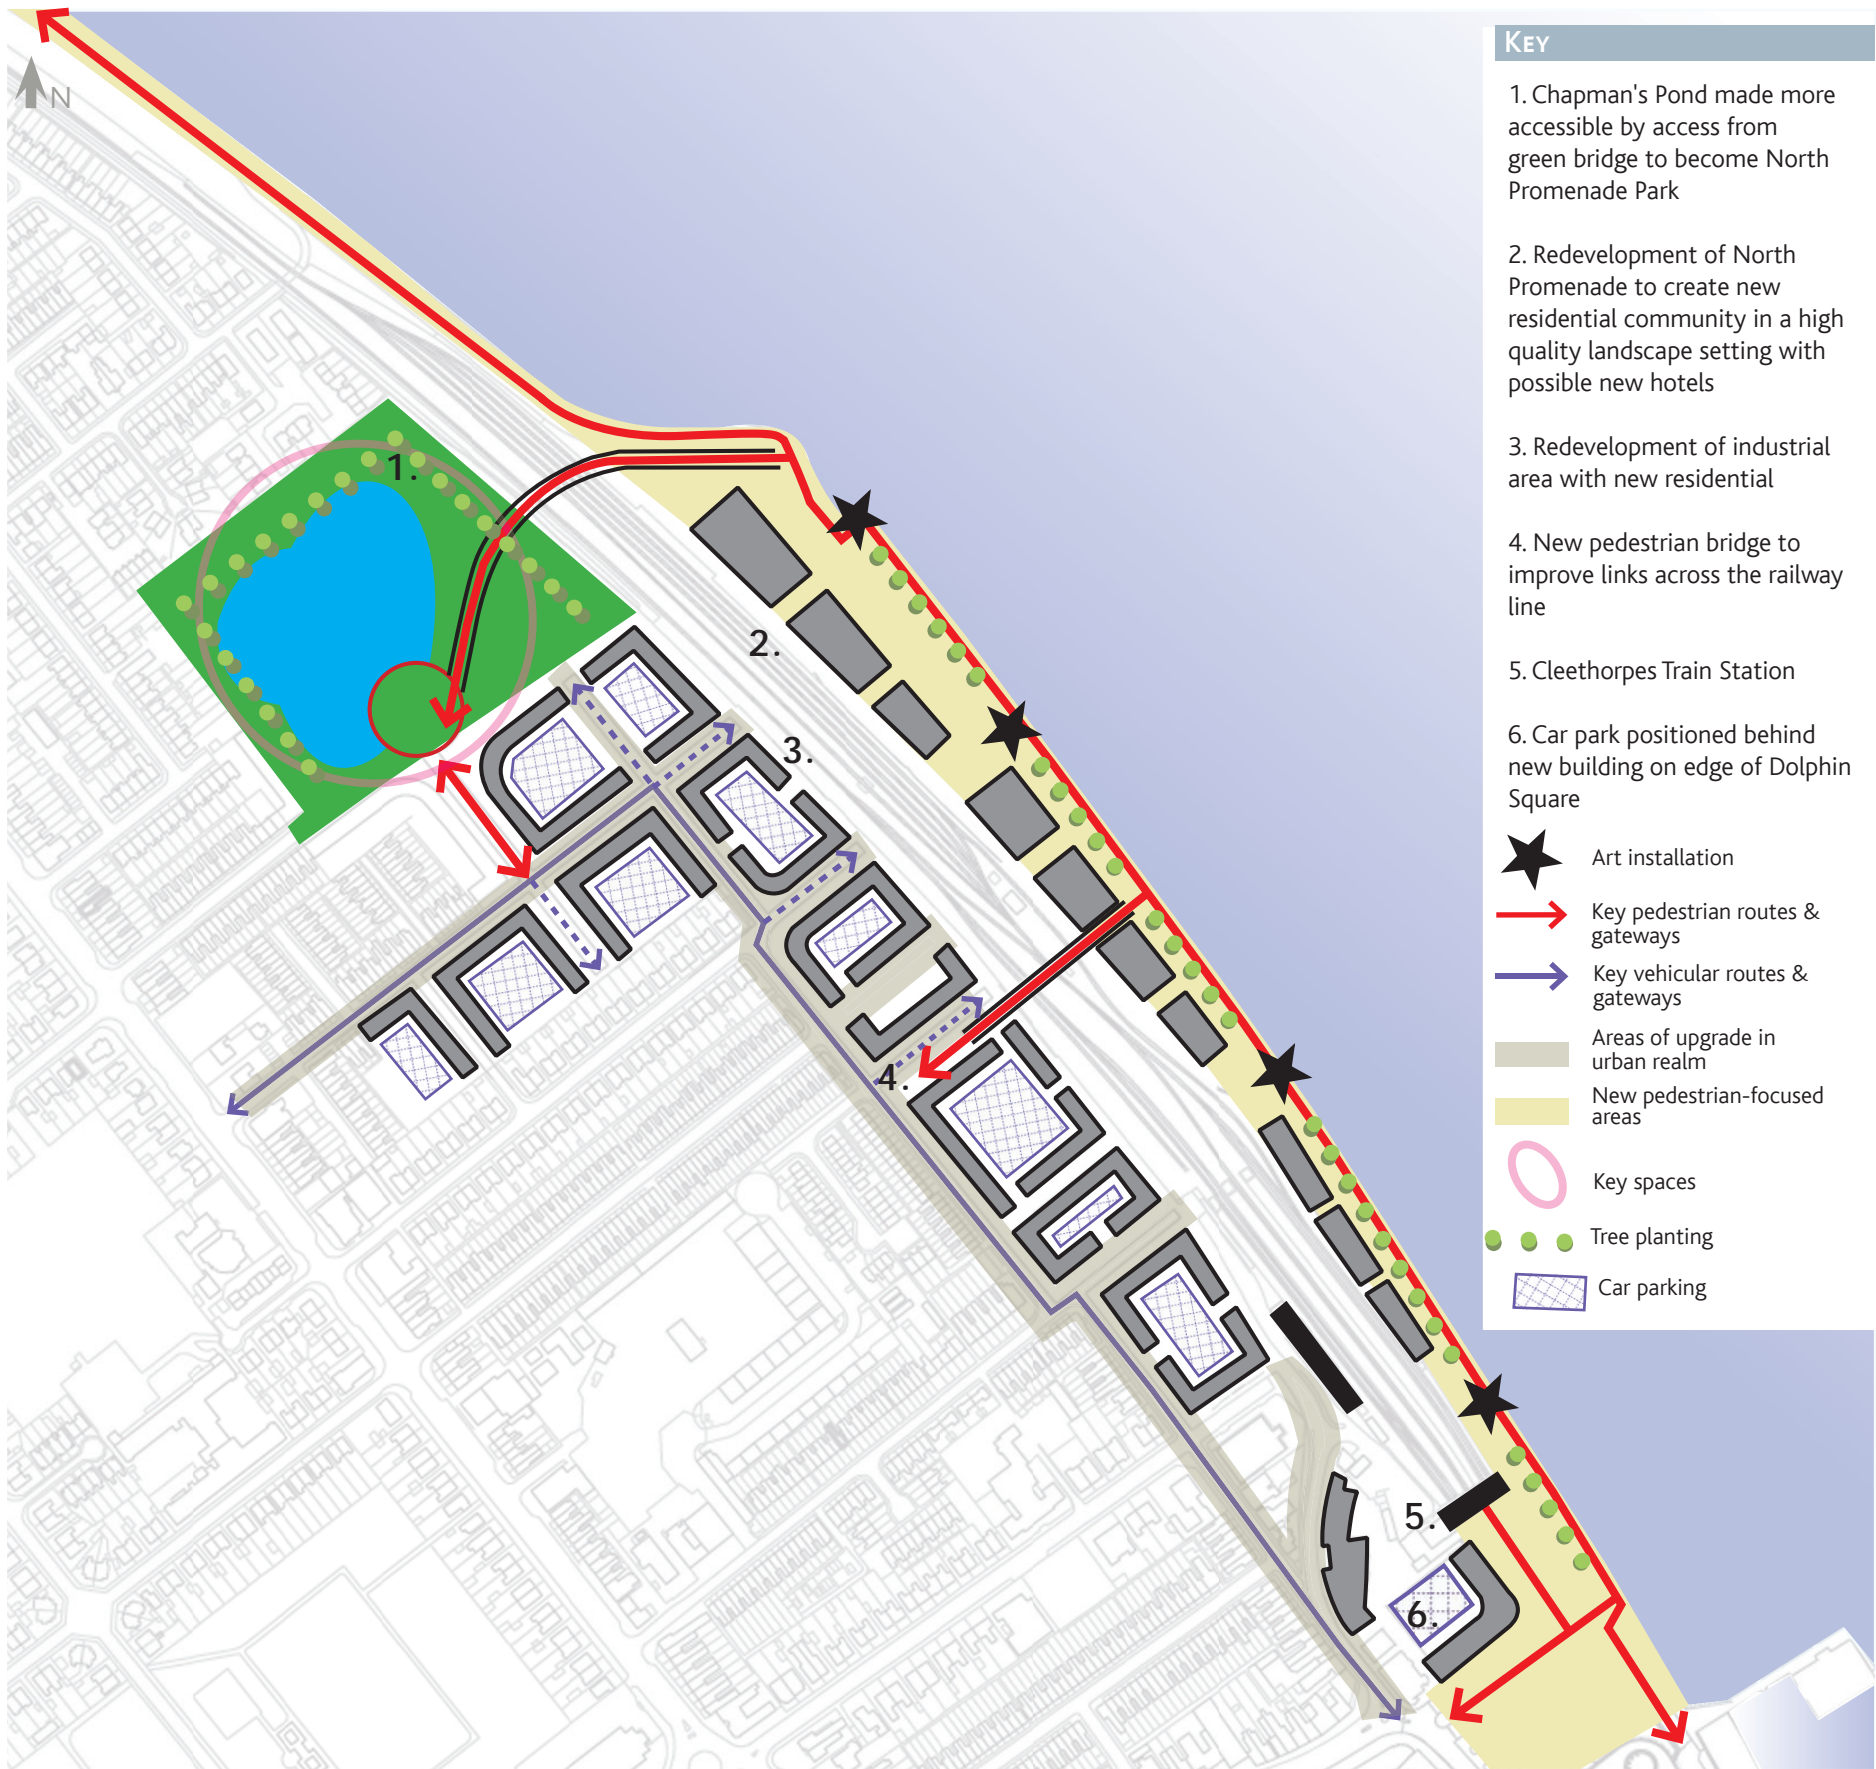 N
1.
2.
3.
4.
5.
6.
KEY
1. Chapman's Pond made more
accessible by access from
green bridge to become North
Promenade Park
2. Redevelopment of North
Promenade to create new
residential community in a high
quality landscape setting with
possible new hotels
3. Redevelopment of industrial
area with new residential
4. New pedestrian bridge to
improve links across the railway
line
5. Cleethorpes Train Station
6. Car park positioned behind
new building on edge of Dolphin
Square
Art installation
Key pedestrian routes &
gateways
Key vehicular routes &
gateways
Areas of upgrade in
urban realm
New pedestrian-focused
areas
Key spaces
Tree planting
Car parking